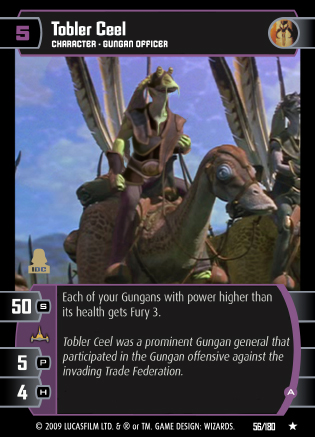 5
Tobler Ceel
CHARACTER • GUNGAN OFFICER
IDC
50 S
Each of your Gungans with power higher than
its health gets Fury 3.
Tobler Ceel was a prominent Gungan general that
participated in the Gungan offensive against the
invading Trade Federation.
5 P
4 H
A
© 2009 LUCASFILM LTD. & ® or TM. GAME DESIGN: WIZARDS. 56/180